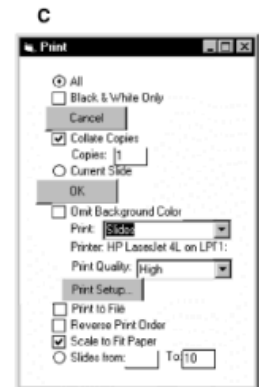 C
Print
All
Black & White Only
Cancel
Collate Copies
Copies: 1
Current Slide
OK
Omit Background Color
Print: Slides
Printer: HP LaserJet 4L on LPT1:
Print Quality: High
Print Setup...
Print to File
Reverse Print Order
Scale to Fit Paper
Slides from: To: 10